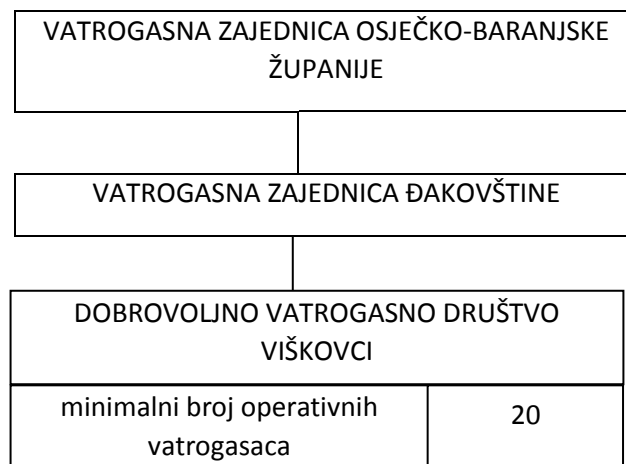 VATROGASNA ZAJEDNICA OSJEČKO-BARANJSKE
ŽUPANIJE
VATROGASNA ZAJEDNICA ĐAKOVŠTINE
DOBROVOLJNO VATROGASNO DRUŠTVO
VIŠKOVCI
minimalni broj operativnih
vatrogasaca
20